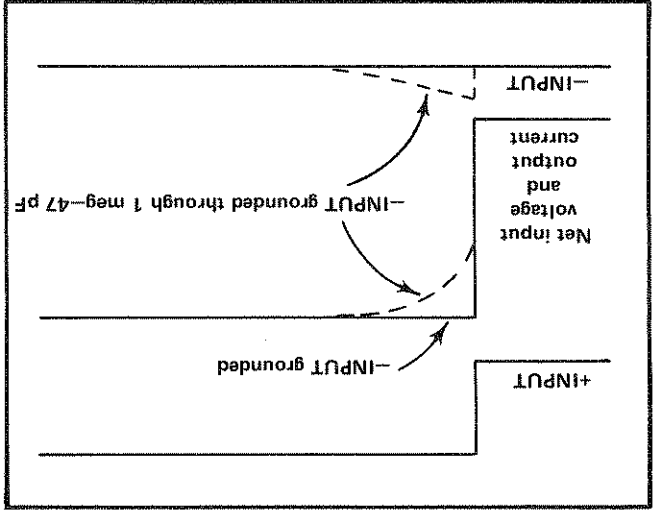 +INPUT
—INPUT grounded
Net input
voltage
and
output
current
—INPUT grounded through 1 meg—47 pF
—INPUT